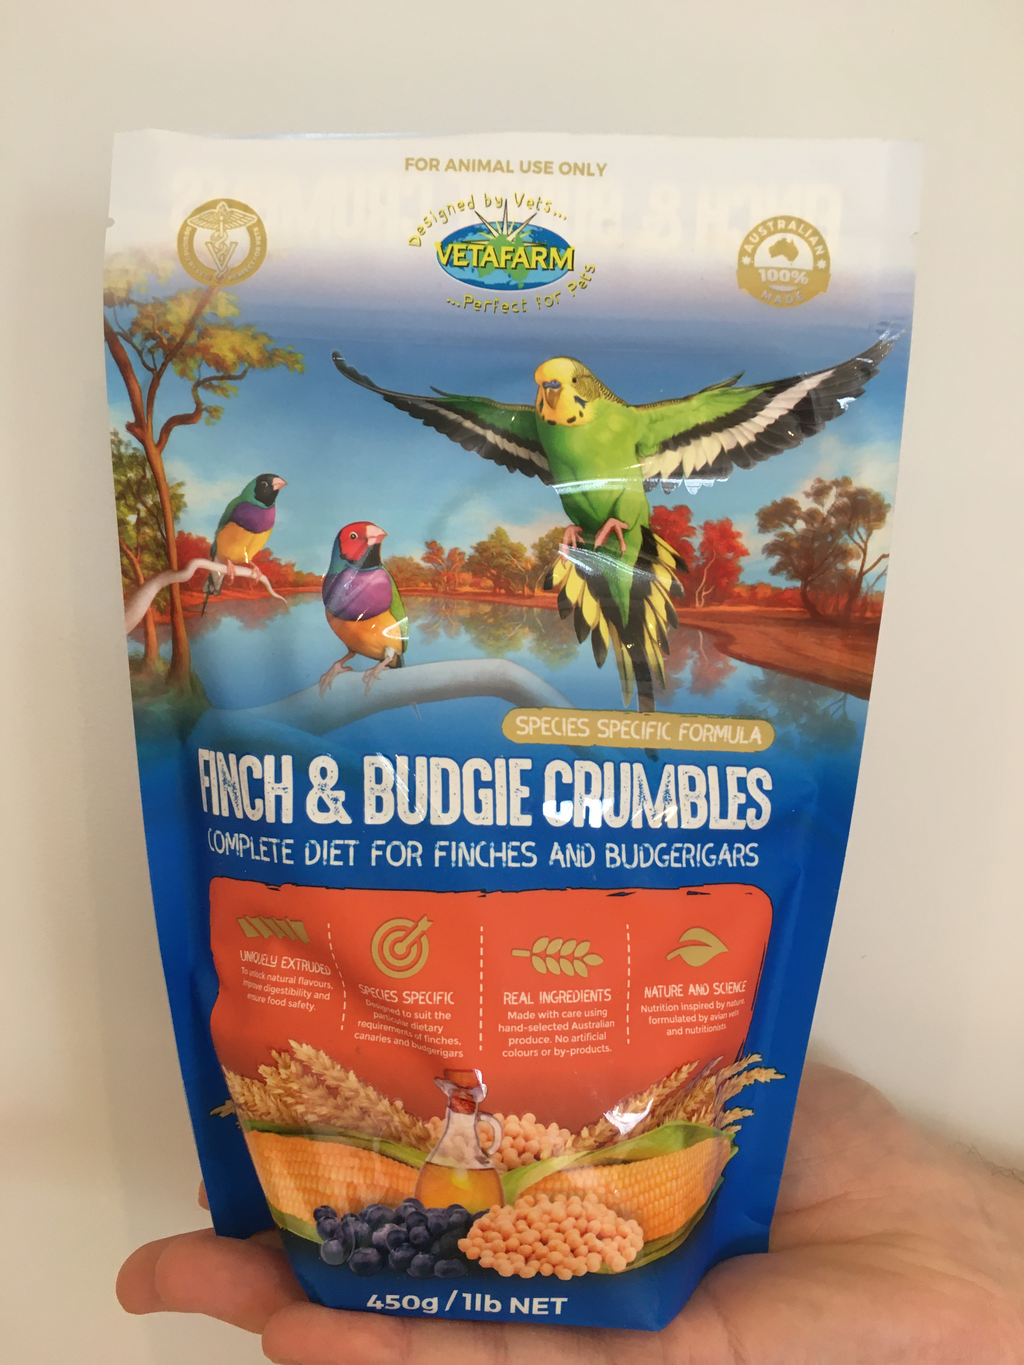 FOR ANIMAL USE ONLY
Designed by Vets...
VETAFARM
...Perfect for Pets
AUSTRALIAN
100%
MADE
SPECIES SPECIFIC FORMULA
FINCH & BUDGIE CRUMBLES
COMPLETE DIET FOR FINCHES AND BUDGERIGARS
UNIQUELY EXTRUDED
To unlock natural flavours,
improve digestibility and
ensure food safety.
SPECIES SPECIFIC
Designed to suit the
particular dietary
requirements of finches,
canaries and budgerigars
REAL INGREDIENTS
Made with care using
hand-selected Australian
produce. No artificial
colours or by-products.
NATURE AND SCIENCE
Nutrition inspired by nature,
formulated by avian vets
and nutritionists.
450g / 1lb NET